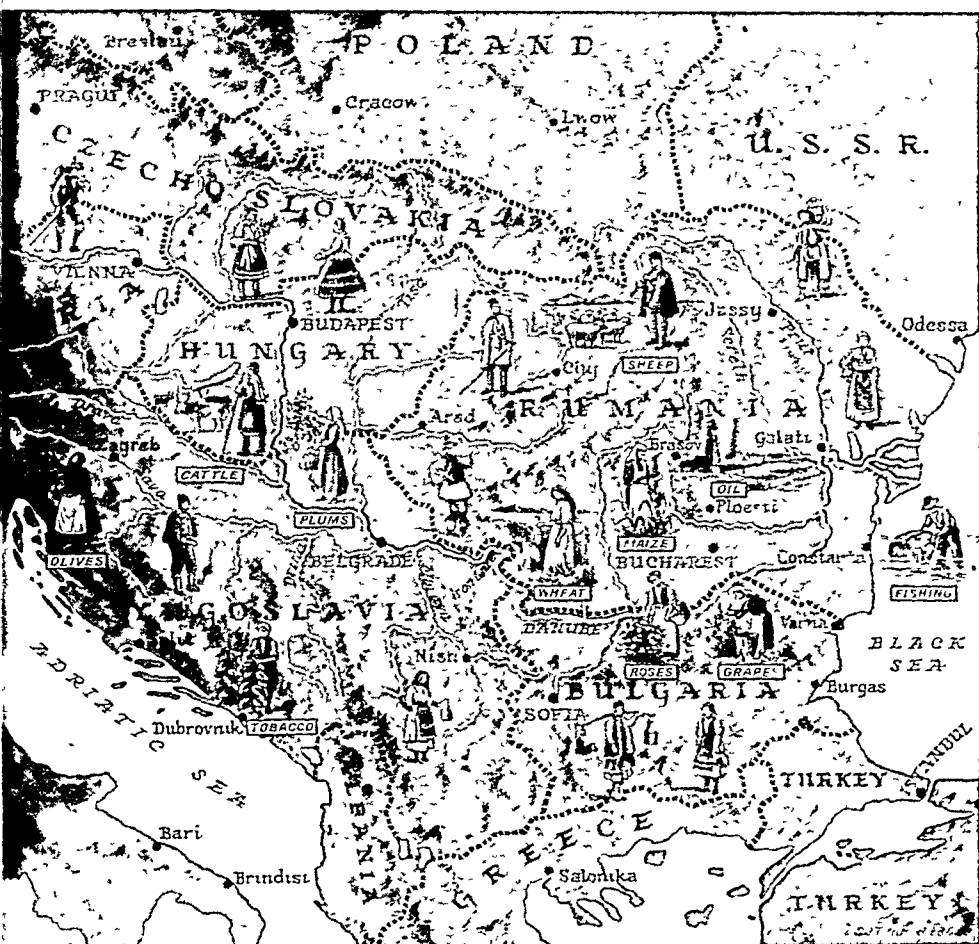 POLAND
PRAGUE
Cracow
Lwow
U. S. S. R.
CZECHOSLOVAKIA
VIENNA
BUDAPEST
Jassy
Odessa
HUNGARY
SHEEP
Cluj
Arad
RUMANIA
Zagreb
Brasov
Galati
CATTLE
OIL
PLUMS
Ploesti
MAIZE
OLIVES
BELGRADE
BUCHAREST
Constanta
WHEAT
FISHING
YUGOSLAVIA
DANUBE
Varna
BLACK
SEA
Nish
ROSES
GRAPES
BULGARIA
Burgas
SOFIA
ADRIATIC SEA
Dubrovnik
TOBACCO
TURKEY
ALBANIA
GREECE
Bari
Brindisi
Salonika
TURKEY